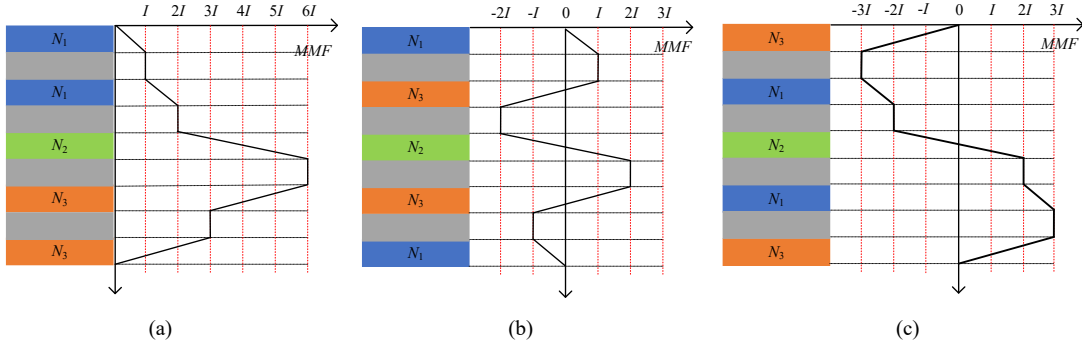 I 2I 3I 4I 5I 6I
MMF
N1
N1
N2
N3
N3
(a)
-2I -I 0 I 2I 3I
MMF
N1
N3
N2
N3
N1
(b)
-3I -2I -I 0 I 2I 3I
MMF
N3
N1
N2
N1
N3
(c)